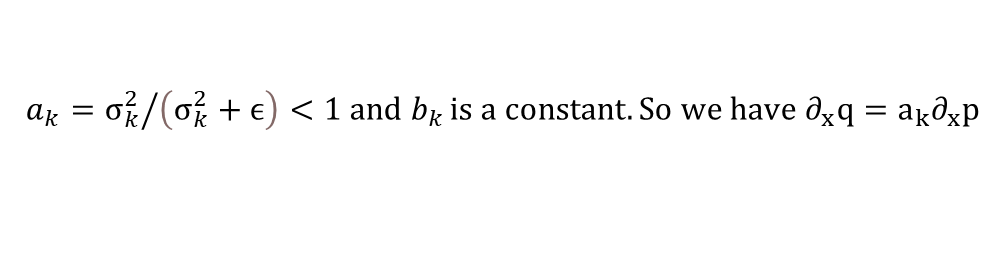 a_k = σ_k^2/(σ_k^2 + ϵ) < 1 and b_k is a constant. So we have ∂_x q = a_k ∂_x p